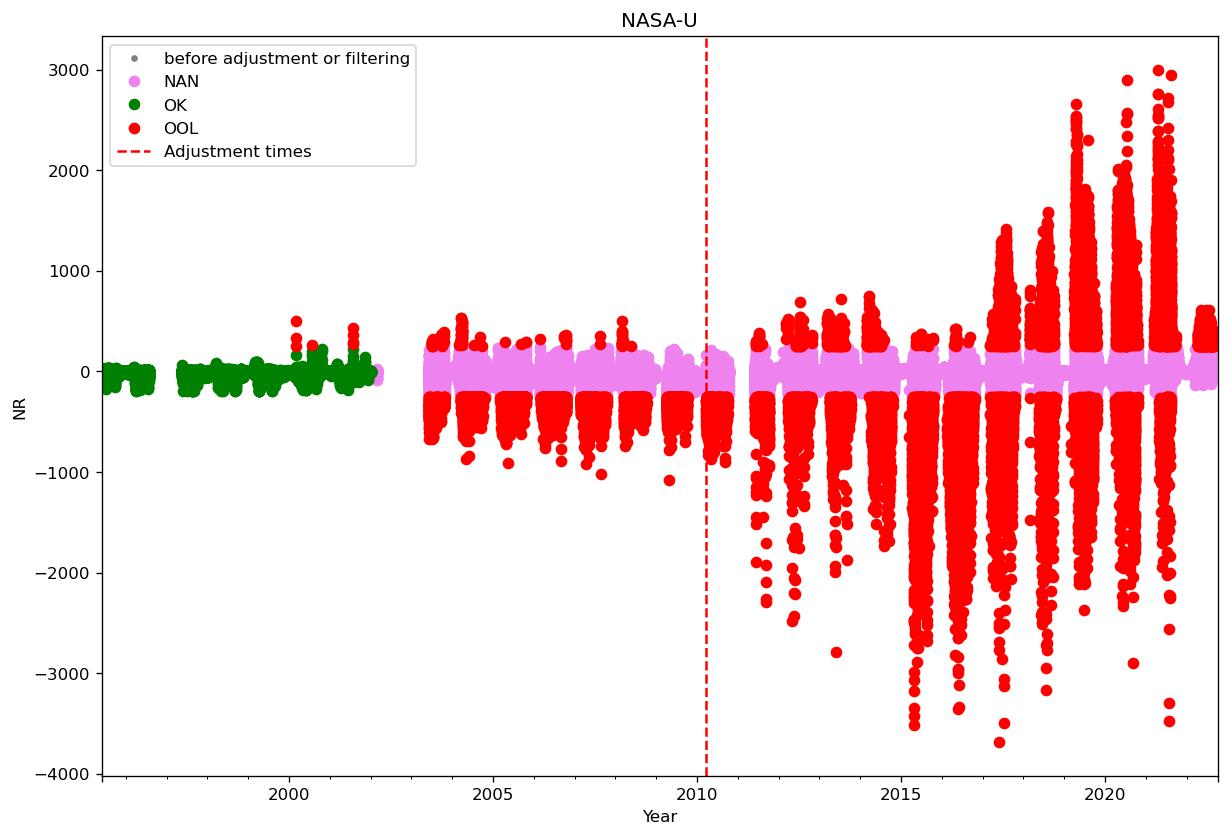 NASA-U
before adjustment or filtering
NAN
OK
OOL
Adjustment times
3000
2000
1000
0
−1000
−2000
−3000
−4000
NR
2000 2005 2010 2015 2020
Year